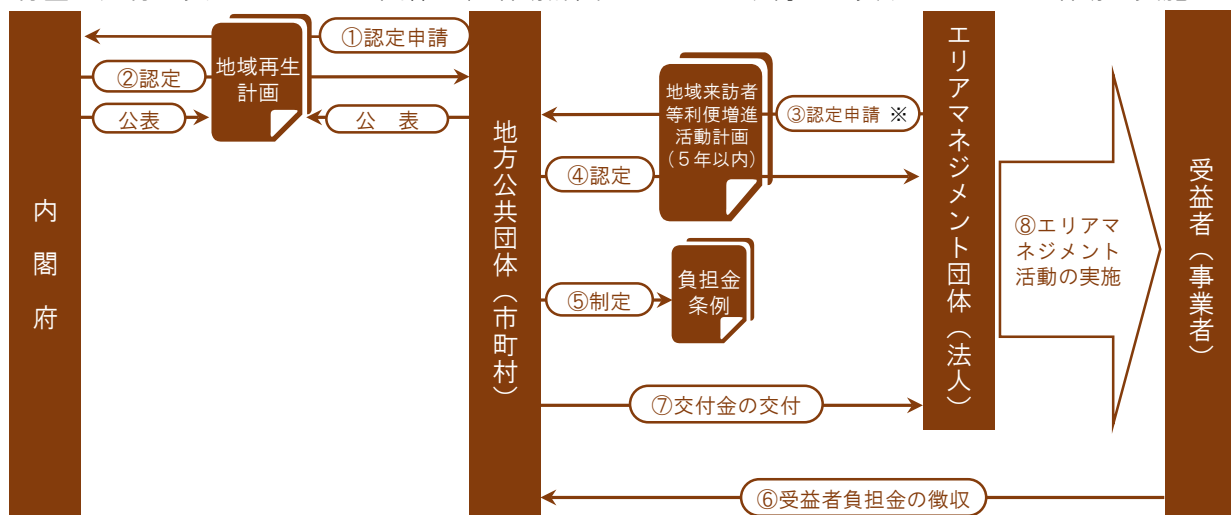 ①認定申請
②認定
公表
地域再生
計画
公　表
内閣府
地方公共団体（市町村）
地域来訪者
等利便増進
活動計画
（５年以内）
③認定申請 ※
④認定
⑤制定
負担金
条例
⑦交付金の交付
⑥受益者負担金の徴収
エリアマネジメント団体（法人）
⑧エリアマ
ネジメント
活動の実施
受益者（事業者）